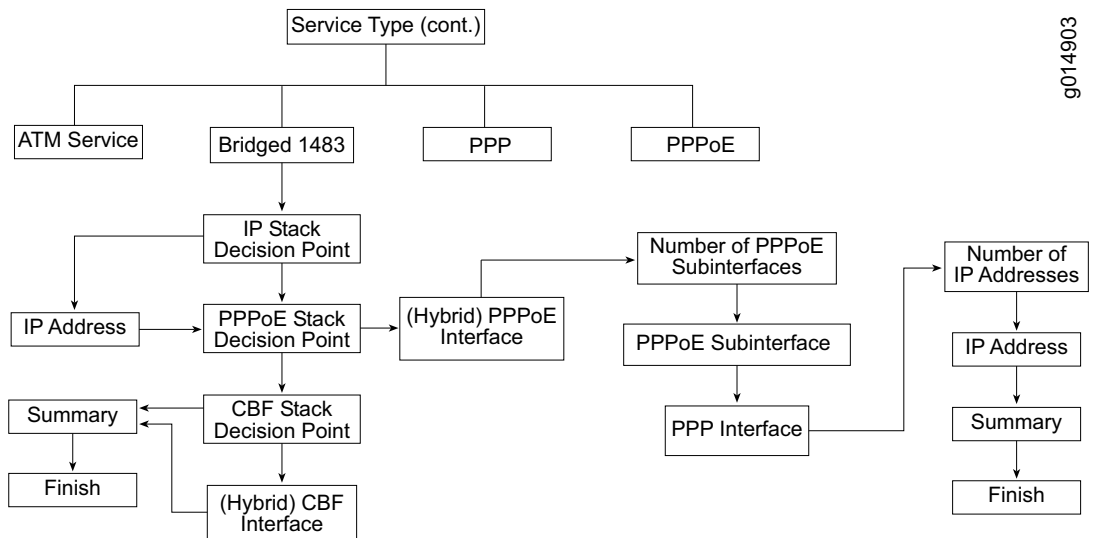 Service Type (cont.)
g014903
ATM Service
Bridged 1483
PPP
PPPoE
IP Stack
Decision Point
Number of PPPoE
Subinterfaces
Number of
IP Addresses
IP Address
PPPoE Stack
Decision Point
(Hybrid) PPPoE
Interface
PPPoE Subinterface
IP Address
Summary
CBF Stack
Decision Point
PPP Interface
Summary
Finish
(Hybrid) CBF
Interface
Finish